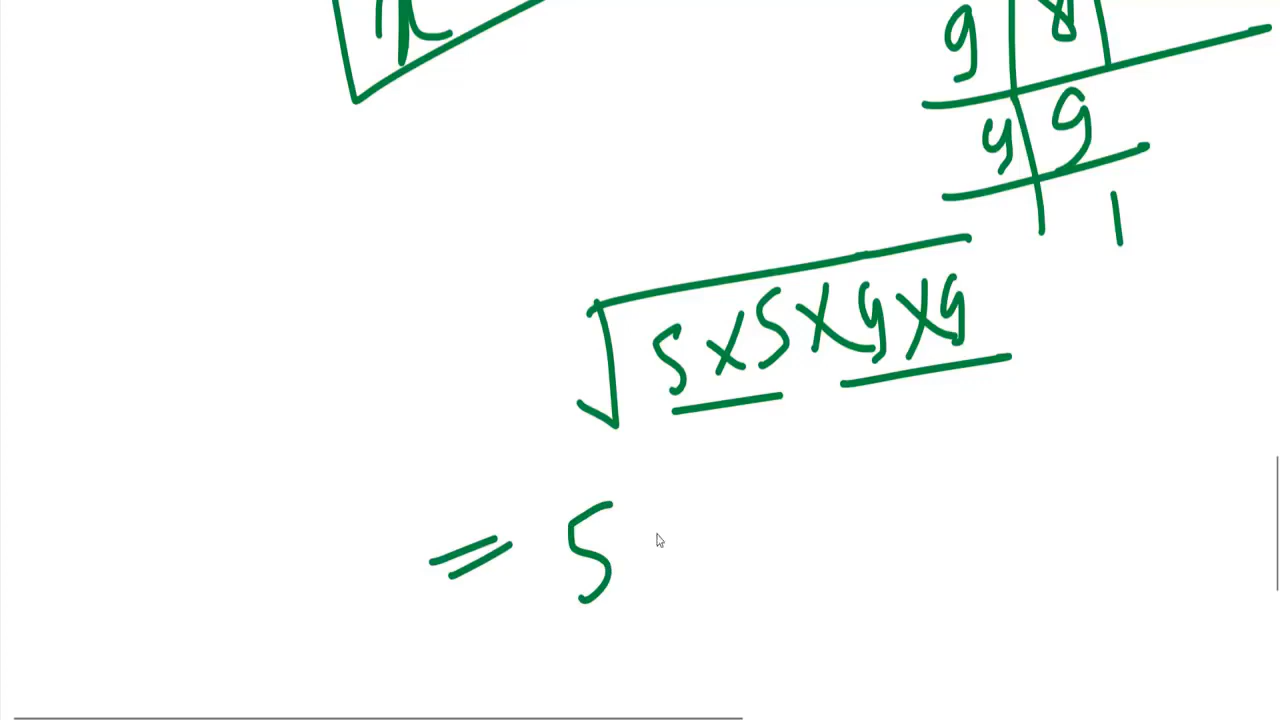 9 | 8
9 | 9
1
√5×5×9×9
= 5